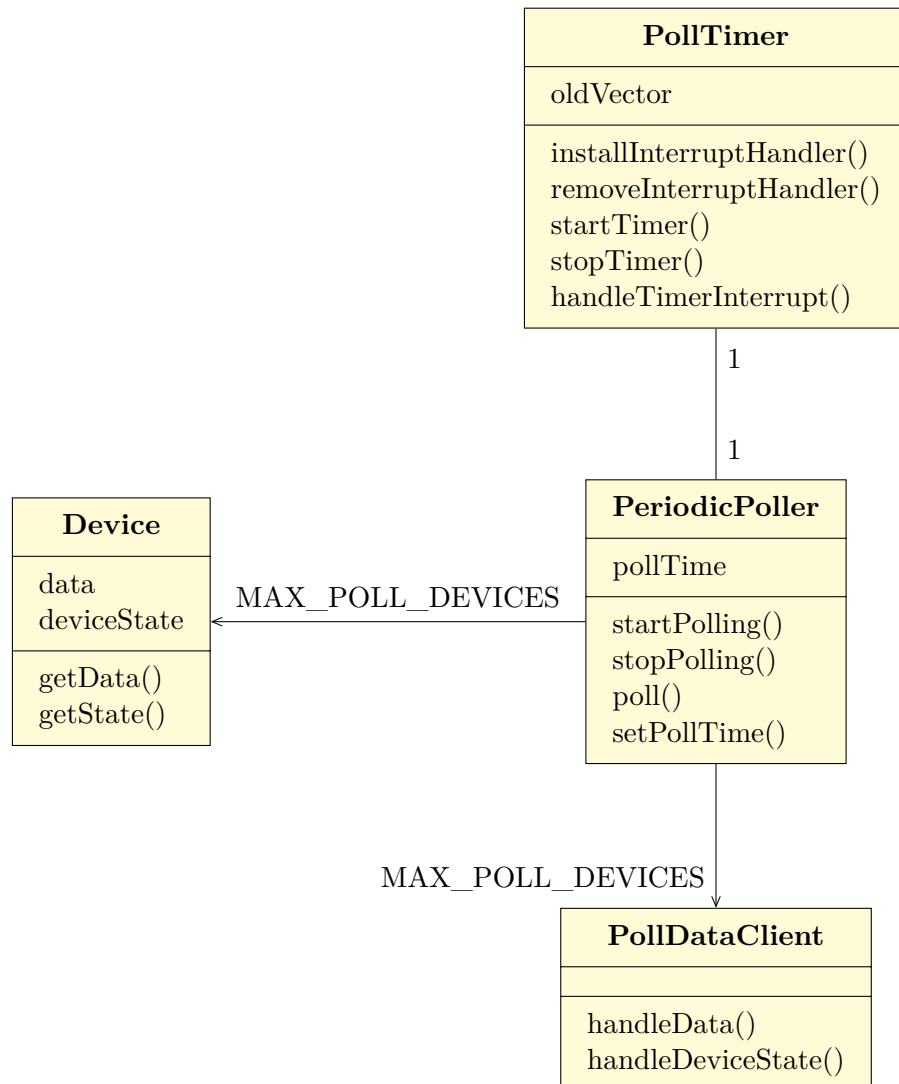 PollTimer
oldVector
installInterruptHandler()
removeInterruptHandler()
startTimer()
stopTimer()
handleTimerInterrupt()
1
1
Device
data
deviceState
getData()
getState()
MAX_POLL_DEVICES
PeriodicPoller
pollTime
startPolling()
stopPolling()
poll()
setPollTime()
MAX_POLL_DEVICES
PollDataClient
handleData()
handleDeviceState()